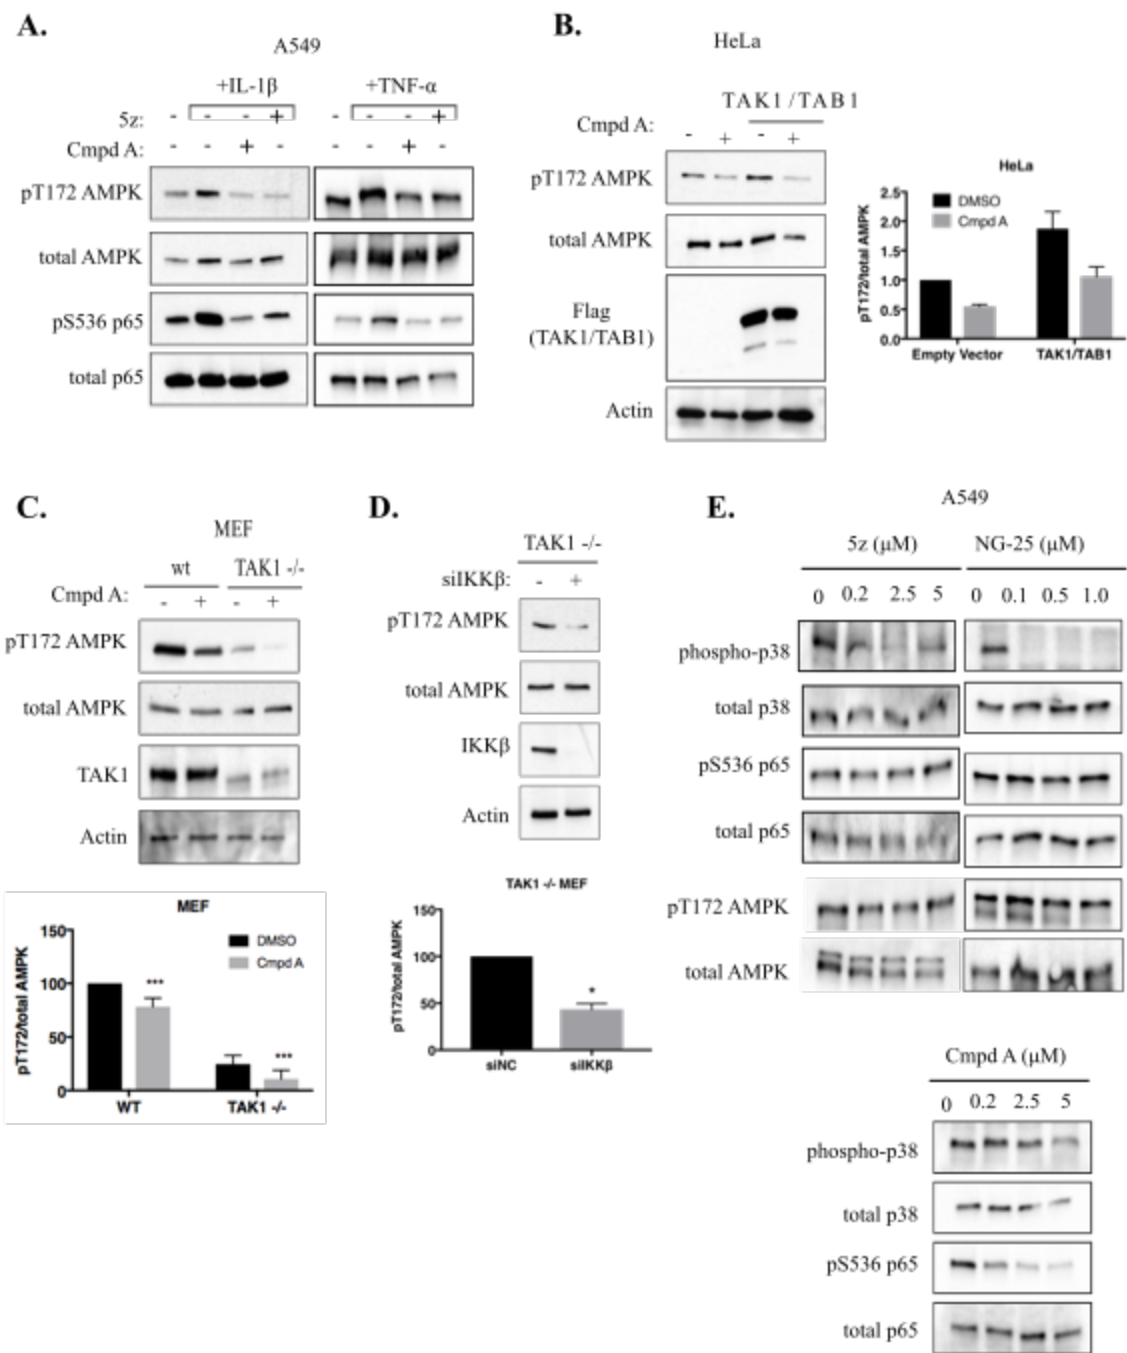 A.
A549
+IL-1β +TNF-α
5z: - - - + - - - +
Cmpd A: - - + - - - + -
pT172 AMPK
total AMPK
pS536 p65
total p65
B.
HeLa
TAK1/TAB1
Cmpd A: - + - +
pT172 AMPK
total AMPK
Flag
(TAK1/TAB1)
Actin
HeLa
DMSO
Cmpd A
pT172/total AMPK
2.5
2.0
1.5
1.0
0.5
0.0
Empty Vector TAK1/TAB1
C.
MEF
wt TAK1 -/-
Cmpd A: - + - +
pT172 AMPK
total AMPK
TAK1
Actin
MEF
DMSO
Cmpd A
pT172/total AMPK
150
100
50
0
***
***
WT TAK1 -/-
D.
TAK1 -/-
siIKKβ: - +
pT172 AMPK
total AMPK
IKKβ
Actin
TAK1 -/- MEF
pT172/total AMPK
150
100
50
0
*
siNC siIKKβ
E.
A549
5z (μM) NG-25 (μM)
0 0.2 2.5 5 0 0.1 0.5 1.0
phospho-p38
total p38
pS536 p65
total p65
pT172 AMPK
total AMPK
Cmpd A (μM)
0 0.2 2.5 5
phospho-p38
total p38
pS536 p65
total p65